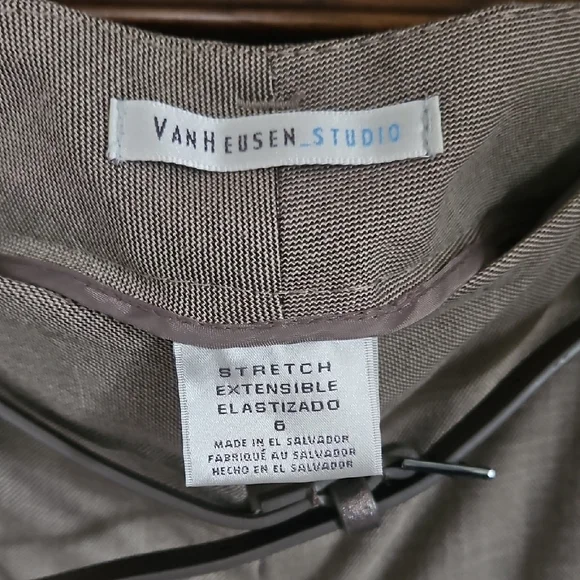 VANHEUSEN_STUDIO
STRETCH
EXTENSIBLE
ELASTIZADO
6
MADE IN EL SALVADOR
FABRIQUÉ AU SALVADOR
HECHO EN EL SALVADOR